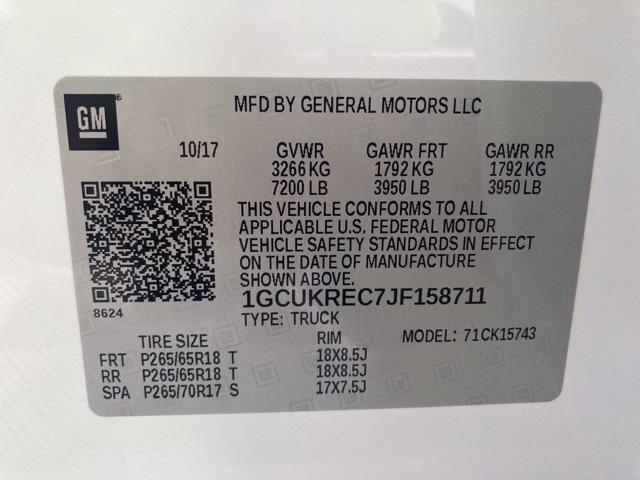 GM ®
MFD BY GENERAL MOTORS LLC
10/17 GVWR GAWR FRT GAWR RR
3266 KG 1792 KG 1792 KG
7200 LB 3950 LB 3950 LB
THIS VEHICLE CONFORMS TO ALL
APPLICABLE U.S. FEDERAL MOTOR
VEHICLE SAFETY STANDARDS IN EFFECT
ON THE DATE OF MANUFACTURE
SHOWN ABOVE.
1GCUKREC7JF158711
8624
TYPE: TRUCK
TIRE SIZE RIM MODEL: 71CK15743
FRT P265/65R18 T 18X8.5J
RR P265/65R18 T 18X8.5J
SPA P265/70R17 S 17X7.5J